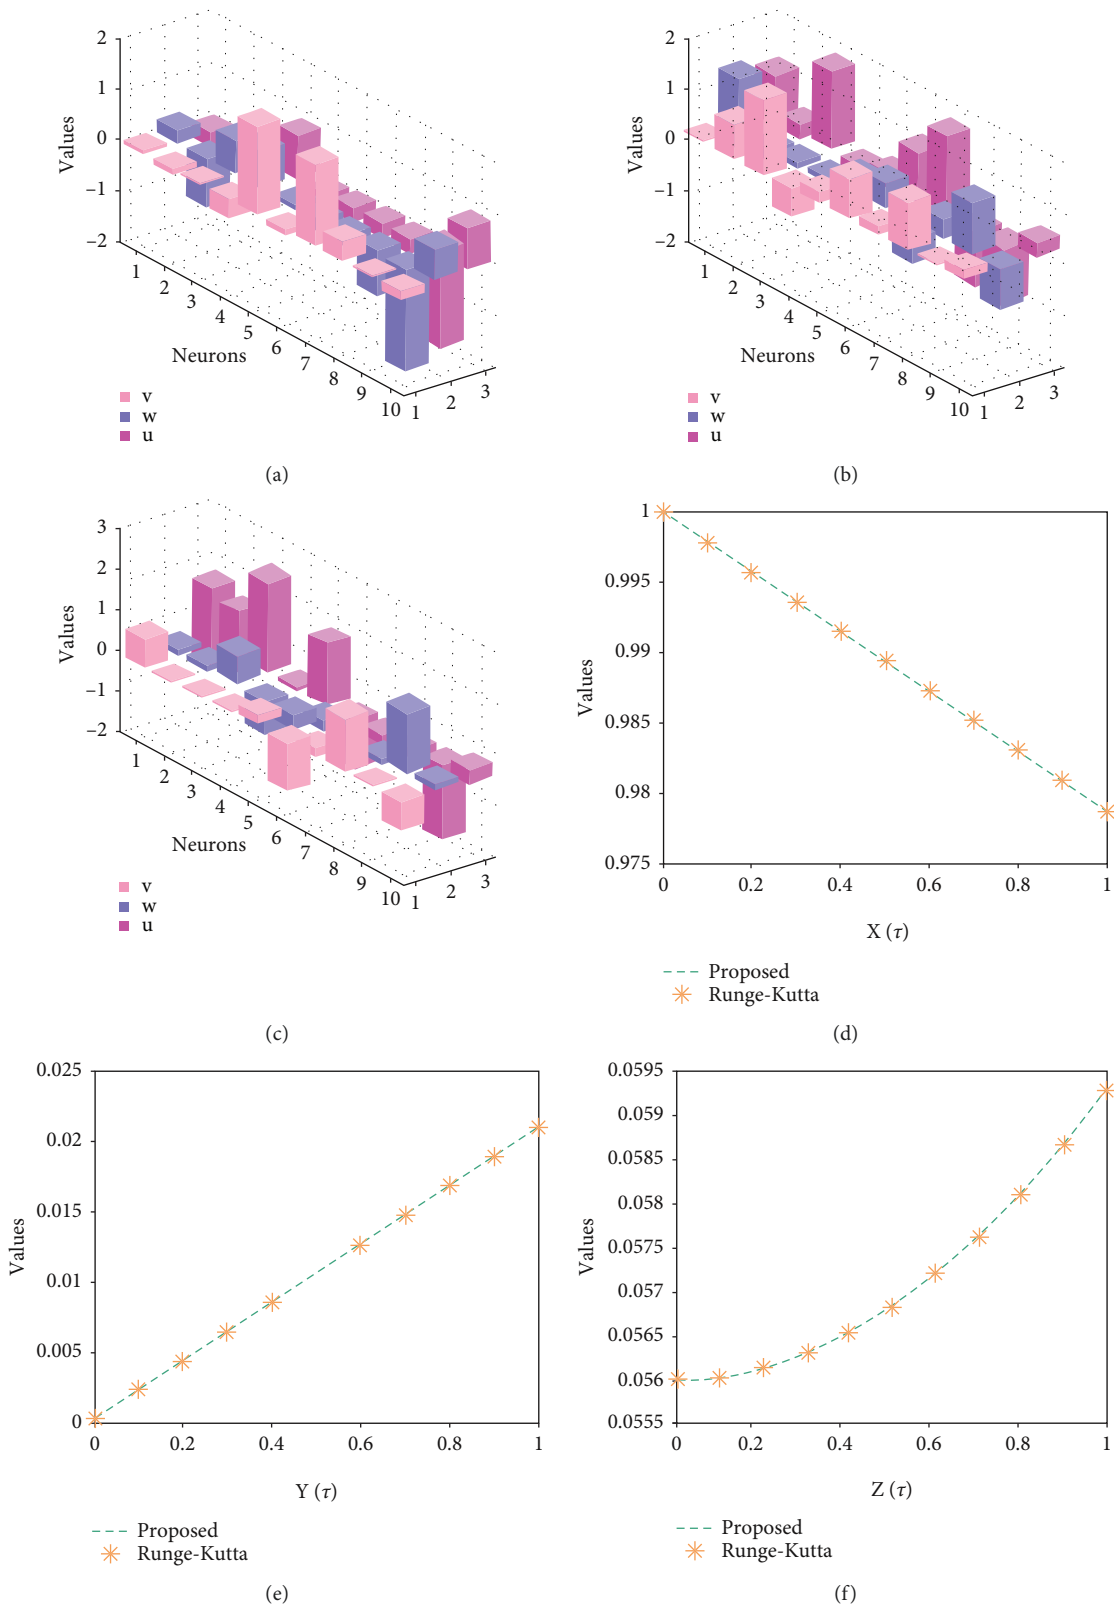 2
1
0
−1
−2
Values
1
2
3
4
5
6
7
8
9
10
Neurons
1
2
3
v
w
u
(a)
2
1
0
−1
−2
Values
1
2
3
4
5
6
7
8
9
10
Neurons
1
2
3
v
w
u
(b)
3
2
1
0
−1
−2
Values
1
2
3
4
5
6
7
8
9
10
Neurons
1
2
3
v
w
u
(c)
1
0.995
0.99
0.985
0.98
0.975
Values
0 0.2 0.4 0.6 0.8 1
X (τ)
Proposed
Runge-Kutta
(d)
0.025
0.02
0.015
0.01
0.005
0
Values
0 0.2 0.4 0.6 0.8 1
Y (τ)
Proposed
Runge-Kutta
(e)
0.0595
0.059
0.0585
0.058
0.0575
0.057
0.0565
0.056
0.0555
Values
0 0.2 0.4 0.6 0.8 1
Z (τ)
Proposed
Runge-Kutta
(f)